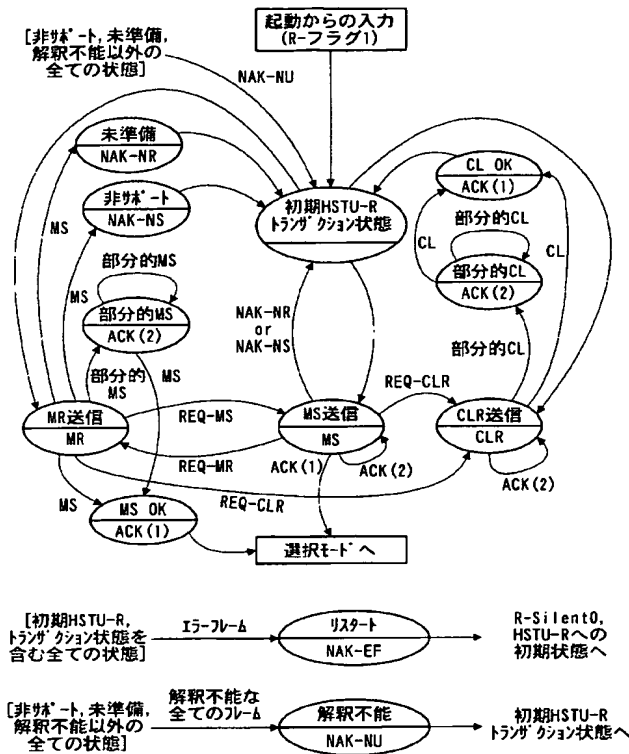 [非ｻﾎﾟｰﾄ,未準備,
解釈不能以外の
全ての状態]
起動からの入力
(R-フラグ1)
NAK-NU
未準備
NAK-NR
非ｻﾎﾟｰﾄ
NAK-NS
MS
MS
初期HSTU-R
ﾄﾗﾝｻﾞｸｼｮﾝ状態
CL OK
ACK(1)
部分的CL
CL
CL
部分的CL
ACK(2)
部分的MS
部分的MS
ACK(2)
NAK-NR
or
NAK-NS
部分的CL
部分的
MS
MS
REQ-CLR
MR送信
MR
REQ-MS
MS送信
MS
CLR送信
CLR
REQ-MR
ACK(1)
ACK(2)
ACK(2)
MS
MS OK
ACK(1)
REQ-CLR
選択ﾓｰﾄﾞへ
[初期HSTU-R,
ﾄﾗﾝｻﾞｸｼｮﾝ状態を
含む全ての状態]
ｴﾗｰﾌﾚｰﾑ
ﾘｽﾀｰﾄ
NAK-EF
R-Silent0,
HSTU-Rへの
初期状態へ
[非ｻﾎﾟｰﾄ,未準備,
解釈不能以外の
全ての状態]
解釈不能な
全てのﾌﾚｰﾑ
解釈不能
NAK-NU
初期HSTU-R
ﾄﾗﾝｻﾞｸｼｮﾝ状態へ